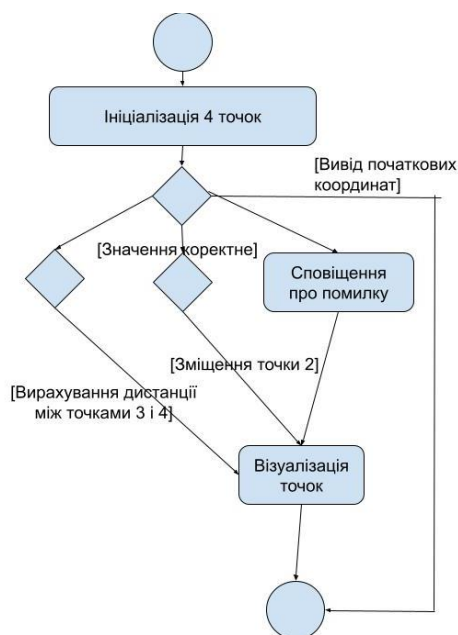 Ініціалізація 4 точок
[Вивід початкових
координат]
[Значення коректне]
Сповіщення
про помилку
[Зміщення точки 2]
[Вирахування дистанції
між точками 3 і 4]
Візуалізація
точок